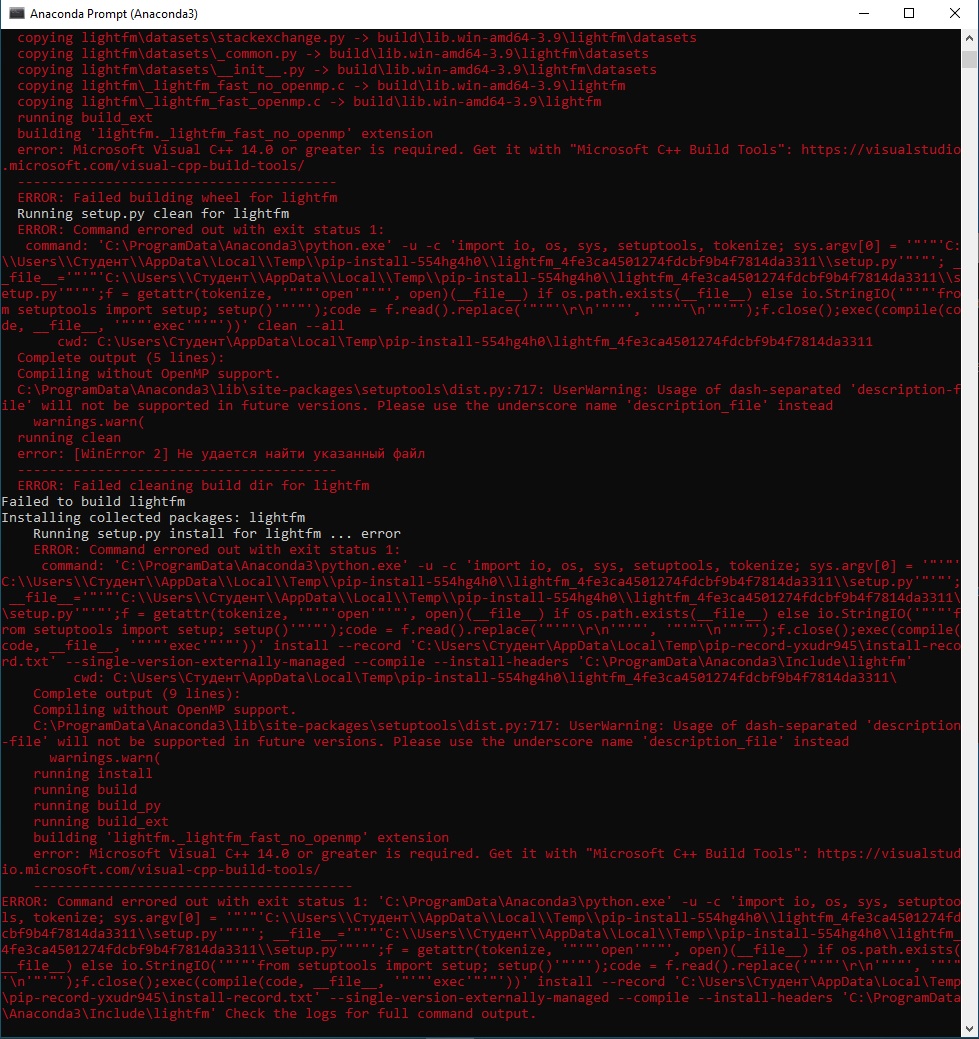 Anaconda Prompt (Anaconda3)
copying lightfm\datasets\stackexchange.py -> build\lib.win-amd64-3.9\lightfm\datasets
copying lightfm\datasets\_common.py -> build\lib.win-amd64-3.9\lightfm\datasets
copying lightfm\datasets\__init__.py -> build\lib.win-amd64-3.9\lightfm\datasets
copying lightfm\_lightfm_fast_no_openmp.c -> build\lib.win-amd64-3.9\lightfm
copying lightfm\_lightfm_fast_openmp.c -> build\lib.win-amd64-3.9\lightfm
running build_ext
building 'lightfm._lightfm_fast_no_openmp' extension
error: Microsoft Visual C++ 14.0 or greater is required. Get it with "Microsoft C++ Build Tools": https://visualstudio
.microsoft.com/visual-cpp-build-tools/
----------------------------------------
ERROR: Failed building wheel for lightfm
Running setup.py clean for lightfm
ERROR: Command errored out with exit status 1:
command: 'C:\ProgramData\Anaconda3\python.exe' -u -c 'import io, os, sys, setuptools, tokenize; sys.argv[0] = '"'"'C:
\\Users\\Студент\\AppData\\Local\\Temp\\pip-install-554hg4h0\\lightfm_4fe3ca4501274fdcbf9b4f7814da3311\\setup.py'"'"'; _
_file__='"'"'C:\\Users\\Студент\\AppData\\Local\\Temp\\pip-install-554hg4h0\\lightfm_4fe3ca4501274fdcbf9b4f7814da3311\\s
etup.py'"'"';f = getattr(tokenize, '"'"'open'"'"', open)(__file__) if os.path.exists(__file__) else io.StringIO('"'"'fro
m setuptools import setup; setup()'"'"');code = f.read().replace('"'"'\r\n'"'"', '"'"'\n'"'"');f.close();exec(compile(co
de, __file__, '"'"'exec'"'"'))' clean --all
cwd: C:\Users\Студент\AppData\Local\Temp\pip-install-554hg4h0\lightfm_4fe3ca4501274fdcbf9b4f7814da3311
Complete output (5 lines):
Compiling without OpenMP support.
C:\ProgramData\Anaconda3\lib\site-packages\setuptools\dist.py:717: UserWarning: Usage of dash-separated 'description-f
ile' will not be supported in future versions. Please use the underscore name 'description_file' instead
warnings.warn(
running clean
error: [WinError 2] Не удается найти указанный файл
----------------------------------------
ERROR: Failed cleaning build dir for lightfm
Failed to build lightfm
Installing collected packages: lightfm
Running setup.py install for lightfm ... error
ERROR: Command errored out with exit status 1:
command: 'C:\ProgramData\Anaconda3\python.exe' -u -c 'import io, os, sys, setuptools, tokenize; sys.argv[0] = '"'"'
C:\\Users\\Студент\\AppData\\Local\\Temp\\pip-install-554hg4h0\\lightfm_4fe3ca4501274fdcbf9b4f7814da3311\\setup.py'"'"';
__file__='"'"'C:\\Users\\Студент\\AppData\\Local\\Temp\\pip-install-554hg4h0\\lightfm_4fe3ca4501274fdcbf9b4f7814da3311\
\setup.py'"'"';f = getattr(tokenize, '"'"'open'"'"', open)(__file__) if os.path.exists(__file__) else io.StringIO('"'"'f
rom setuptools import setup; setup()'"'"');code = f.read().replace('"'"'\r\n'"'"', '"'"'\n'"'"');f.close();exec(compile(
code, __file__, '"'"'exec'"'"'))' install --record 'C:\Users\Студент\AppData\Local\Temp\pip-record-yxudr945\install-reco
rd.txt' --single-version-externally-managed --compile --install-headers 'C:\ProgramData\Anaconda3\Include\lightfm'
cwd: C:\Users\Студент\AppData\Local\Temp\pip-install-554hg4h0\lightfm_4fe3ca4501274fdcbf9b4f7814da3311\
Complete output (9 lines):
Compiling without OpenMP support.
C:\ProgramData\Anaconda3\lib\site-packages\setuptools\dist.py:717: UserWarning: Usage of dash-separated 'description
-file' will not be supported in future versions. Please use the underscore name 'description_file' instead
warnings.warn(
running install
running build
running build_py
running build_ext
building 'lightfm._lightfm_fast_no_openmp' extension
error: Microsoft Visual C++ 14.0 or greater is required. Get it with "Microsoft C++ Build Tools": https://visualstud
io.microsoft.com/visual-cpp-build-tools/
----------------------------------------
ERROR: Command errored out with exit status 1: 'C:\ProgramData\Anaconda3\python.exe' -u -c 'import io, os, sys, setuptoo
ls, tokenize; sys.argv[0] = '"'"'C:\\Users\\Студент\\AppData\\Local\\Temp\\pip-install-554hg4h0\\lightfm_4fe3ca4501274fd
cbf9b4f7814da3311\\setup.py'"'"'; __file__='"'"'C:\\Users\\Студент\\AppData\\Local\\Temp\\pip-install-554hg4h0\\lightfm_
4fe3ca4501274fdcbf9b4f7814da3311\\setup.py'"'"';f = getattr(tokenize, '"'"'open'"'"', open)(__file__) if os.path.exists(
__file__) else io.StringIO('"'"'from setuptools import setup; setup()'"'"');code = f.read().replace('"'"'\r\n'"'"', '"'"
'\n'"'"');f.close();exec(compile(code, __file__, '"'"'exec'"'"'))' install --record 'C:\Users\Студент\AppData\Local\Temp
\pip-record-yxudr945\install-record.txt' --single-version-externally-managed --compile --install-headers 'C:\ProgramData
\Anaconda3\Include\lightfm' Check the logs for full command output.